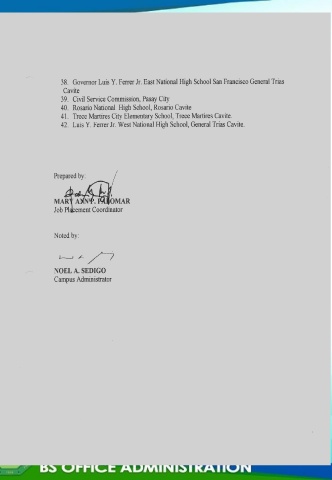 38. Governor Luis Y. Ferrer Jr. East National High School San Francisco General Trias
Cavite
39. Civil Service Commission, Pasay City
40. Rosario National High School, Rosario Cavite
41. Trece Martires City Elementary School, Trece Martires Cavite.
42. Luis Y. Ferrer Jr. West National High School, General Trias Cavite.
Prepared by:
MARY ANN P.
Job Placement Coordinator
Noted by:
NOEL A. SEDIGO
Campus Administrator
BS OFFICE ADMINISTRATION